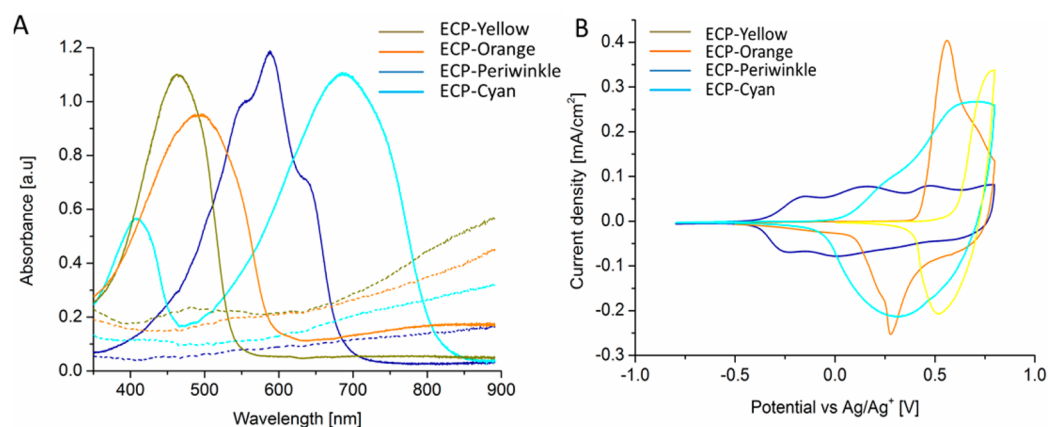 A
ECP-Yellow
ECP-Orange
ECP-Periwinkle
ECP-Cyan
1.2
1.0
0.8
0.6
0.4
0.2
0.0
Absorbance [a.u]
400 500 600 700 800 900
Wavelength [nm]
B
ECP-Yellow
ECP-Orange
ECP-Periwinkle
ECP-Cyan
0.4
0.3
0.2
0.1
0.0
-0.1
-0.2
-0.3
Current density [mA/cm²]
-1.0 -0.5 0.0 0.5 1.0
Potential vs Ag/Ag⁺ [V]